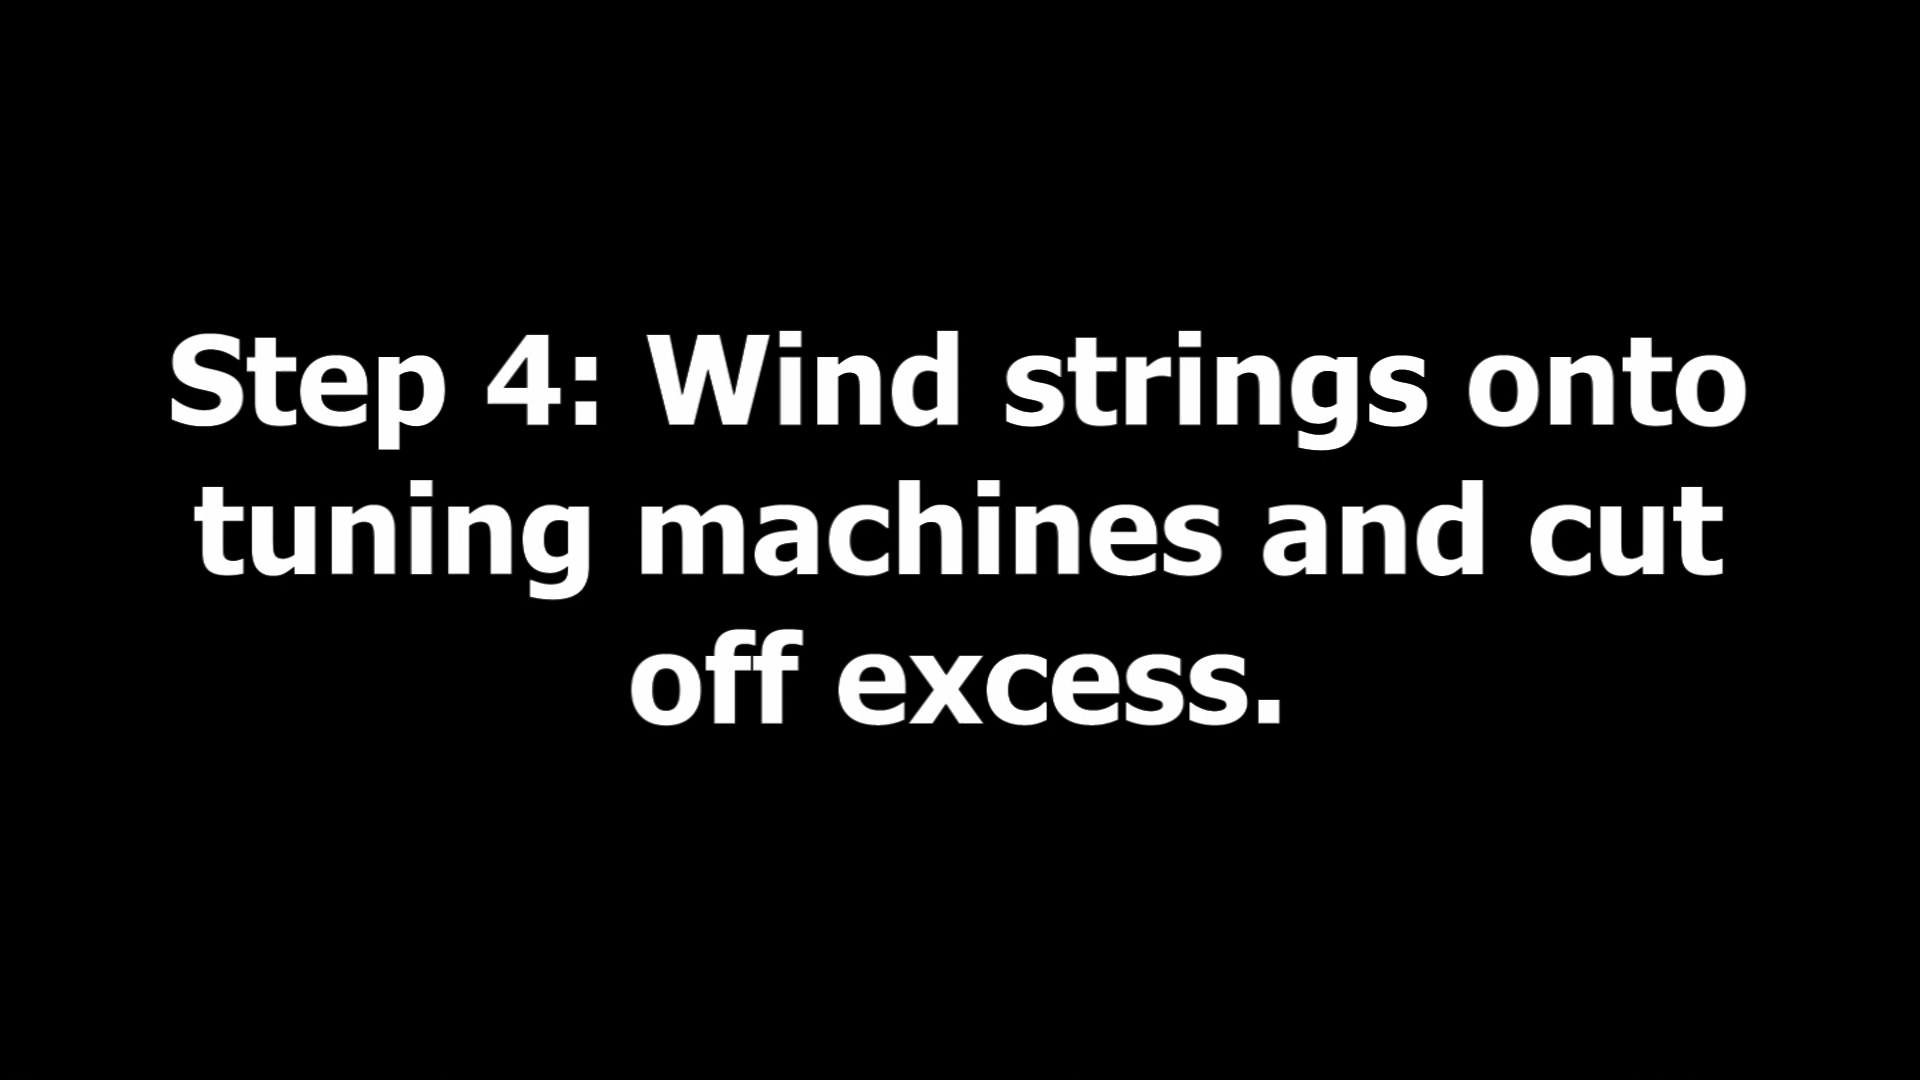 Step 4: Wind strings onto
tuning machines and cut
off excess.